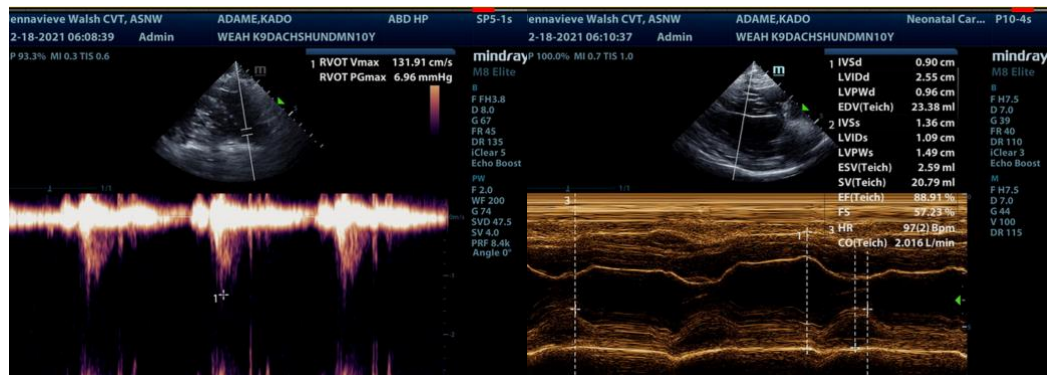 ennavieve Walsh CVT, ASNW ADAME,KADO ABD HP SP5-1s
2-18-2021 06:08:39 Admin WEAH K9DACHSHUNDMN10Y
P 93.3% MI 0.3 TIS 0.6
mindray
M8 Elite
1 RVOT Vmax 131.91 cm/s
RVOT PGmax 6.96 mmHg
m
B
F FH3.8
D 8.0
G 67
FR 45
DR 135
iClear 5
Echo Boost
PW
F 2.0
WF 200
G 74
SVD 47.5
SV 4.0
PRF 8.4k
Angle 0°
1/1
-1
-2
1
ennavieve Walsh CVT, ASNW ADAME,KADO Neonatal Car... P10-4s
2-18-2021 06:10:37 Admin WEAH K9DACHSHUNDMN10Y
P 100.0% MI 0.7 TIS 1.0
mindray
M8 Elite
m
1 IVSd 0.90 cm
LVIDd 2.55 cm
LVPWd 0.96 cm
EDV(Teich) 23.38 ml
2 IVSs 1.36 cm
LVIDs 1.09 cm
LVPWs 1.49 cm
ESV(Teich) 2.59 ml
SV(Teich) 20.79 ml
EF(Teich) 88.91 %
FS 57.23 %
3 HR 97(2) Bpm
CO(Teich) 2.016 L/min
B
F H7.5
D 7.0
G 39
FR 40
DR 110
iClear 3
Echo Boost
M
F H7.5
D 7.0
G 44
V 100
DR 115
1/1
3
1